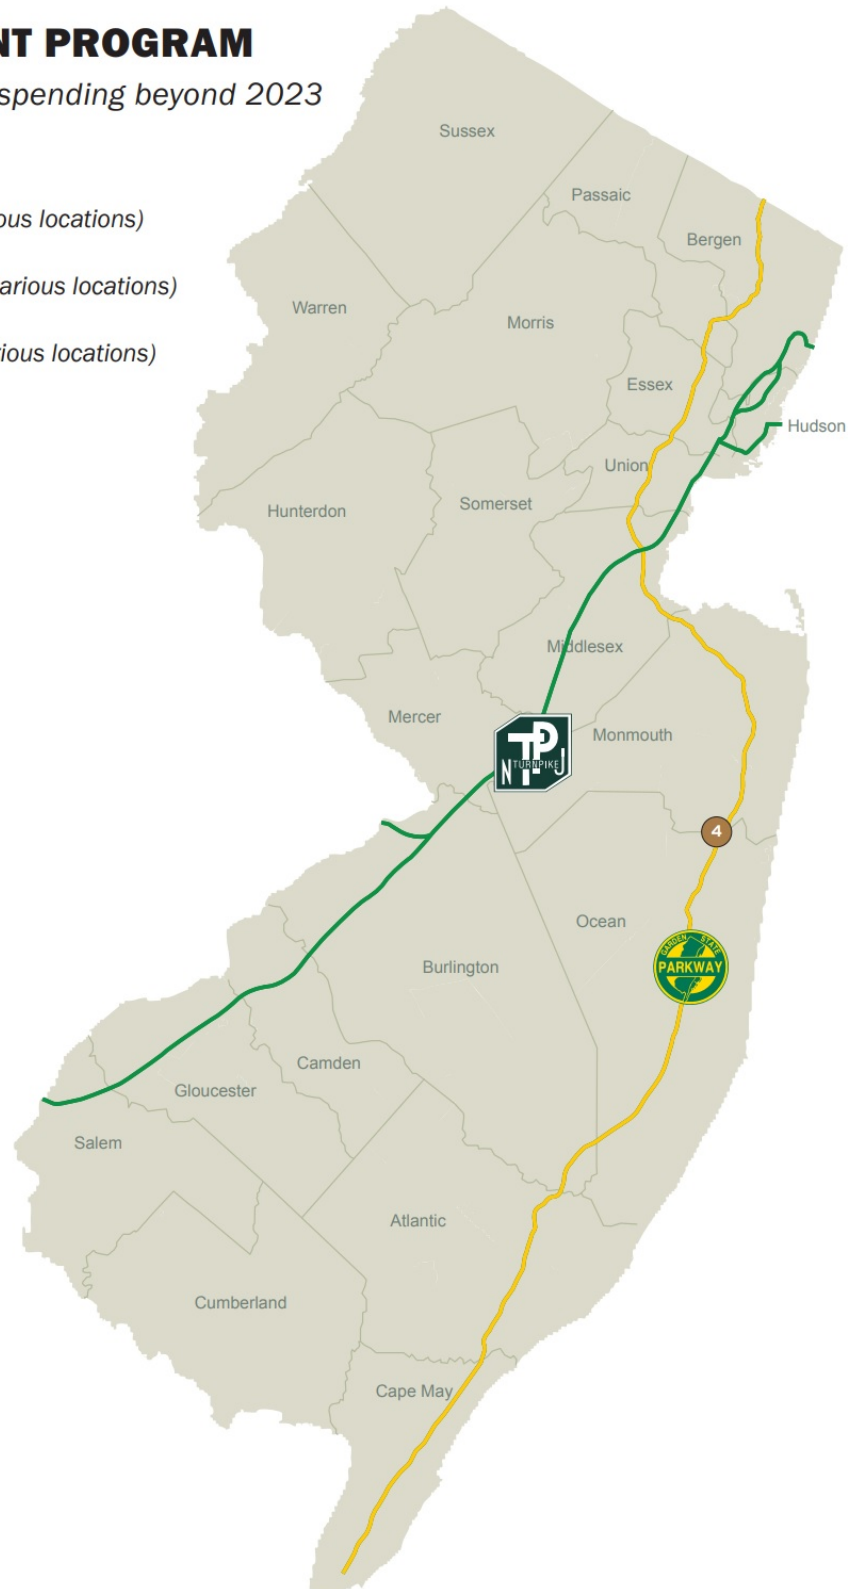 NT PROGRAM
spending beyond 2023
ous locations)
arious locations)
ious locations)
Sussex
Passaic
Bergen
Warren
Morris
Essex
Hudson
Union
Hunterdon
Somerset
Middlesex
Mercer
Monmouth
TP
N TURNPIKE J
4
Ocean
GARDEN STATE
PARKWAY
Burlington
Camden
Gloucester
Salem
Atlantic
Cumberland
Cape May